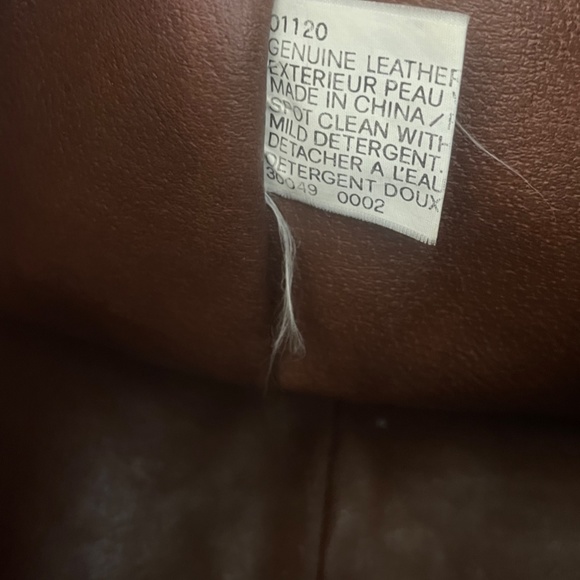 01120
GENUINE LEATHER
EXTERIEUR PEAU
MADE IN CHINA /
SPOT CLEAN WITH
MILD DETERGENT.
DETACHER A L'EAU
DETERGENT DOUX
0002